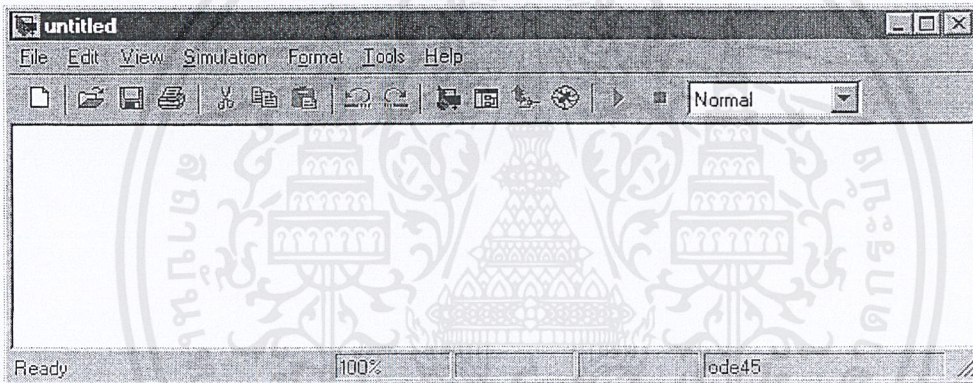 untitled
File Edit View Simulation Format Tools Help
Normal
Ready 100% ode45